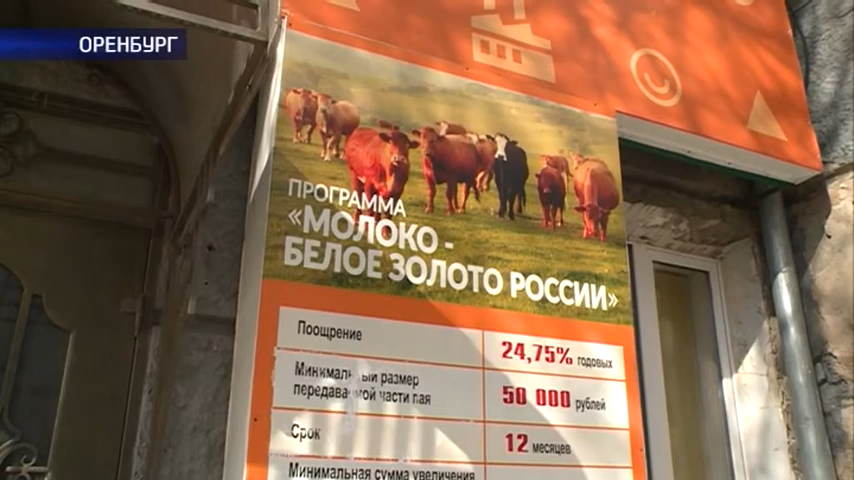 ОРЕНБУРГ
ПРОГРАММА
«МОЛОКО -
БЕЛОЕ ЗОЛОТО РОССИИ»
Поощрение
24,75% годовых
Минимальный размер
передаваемой части пая
50 000 рублей
Срок
12 месяцев
Минимальная сумма увеличения